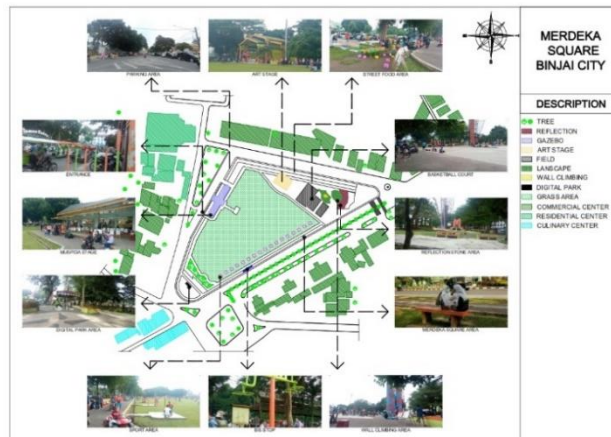 MERDEKA
SQUARE
BINJAI CITY
DESCRIPTION
TREE
REFLECTION
GAZEBO
ART STAGE
FIELD
LANSCAPE
WALL CLIMBING
DIGITAL PARK
GRASS AREA
COMMERCIAL CENTER
RESIDENTIAL CENTER
CULINARY CENTER
PARKING AREA
ART STAGE
STREET FOOD AREA
ENTRANCE
BASKETBALL COURT
STAGE
REFLECTION STONE AREA
DIGITAL PARK AREA
MERDEKA SQUARE AREA
SPORT AREA
STOP
WALL CLIMBING AREA